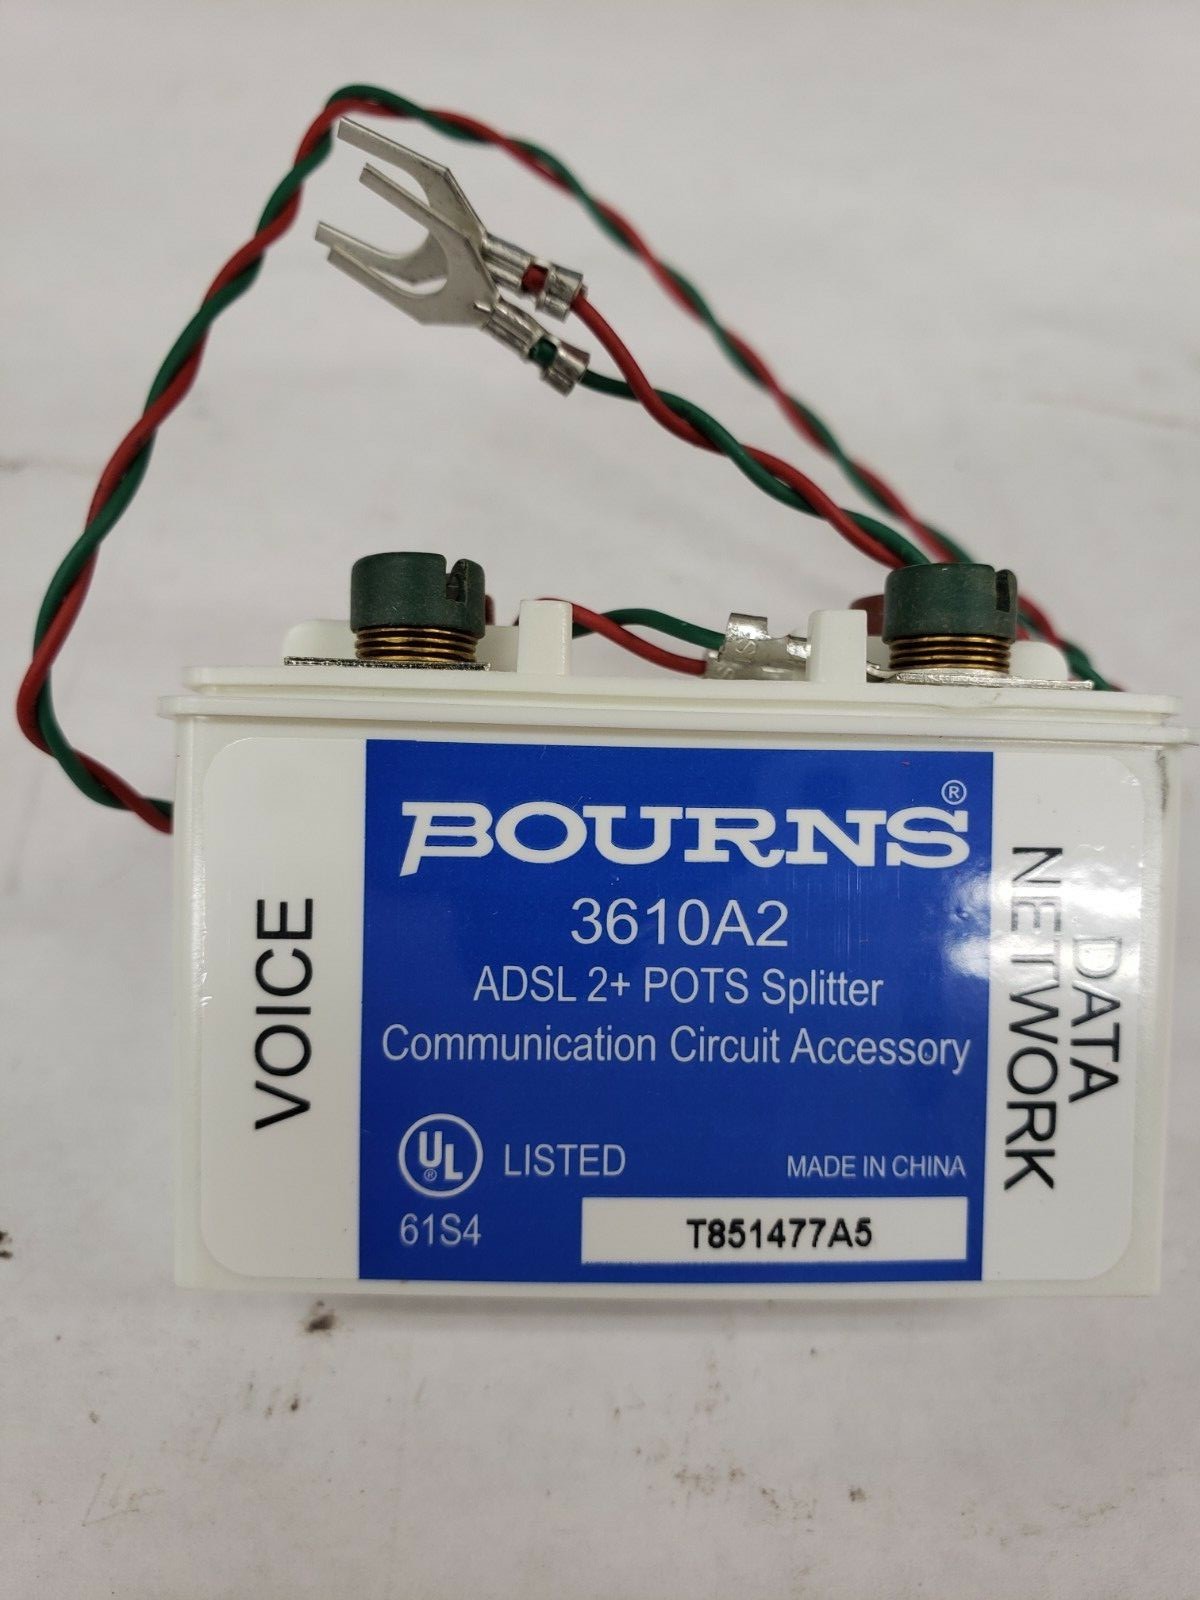 BOURNS®
3610A2
ADSL 2+ POTS Splitter
Communication Circuit Accessory
UL® LISTED
MADE IN CHINA
61S4
T851477A5
VOICE
DATA
NETWORK